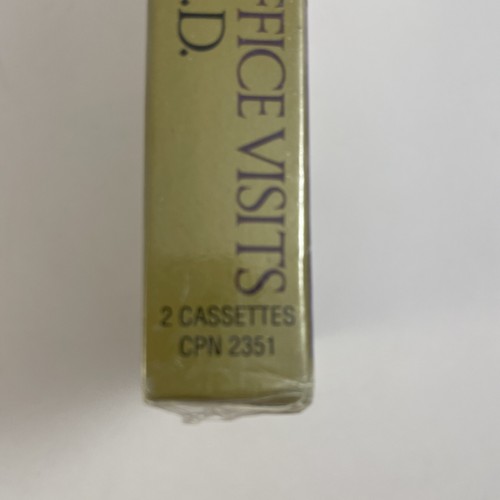 FFICE VISITS
.D.
2 CASSETTES
CPN 2351